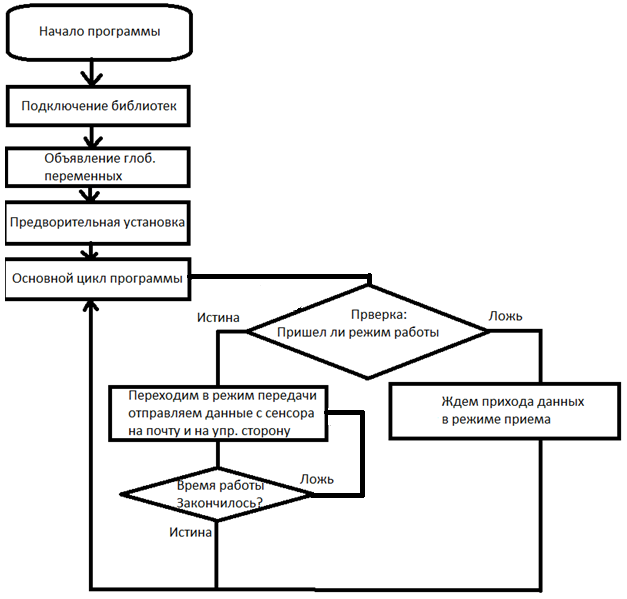 Начало программы
Подключение библиотек
Объявление глоб.
переменных
Предворительная установка
Основной цикл программы
Истина
Прверка:
Пришел ли режим работы
Ложь
Переходим в режим передачи
отправляем данные с сенсора
на почту и на упр. сторону
Ждем прихода данных
в режиме приема
Время работы
Закончилось?
Ложь
Истина